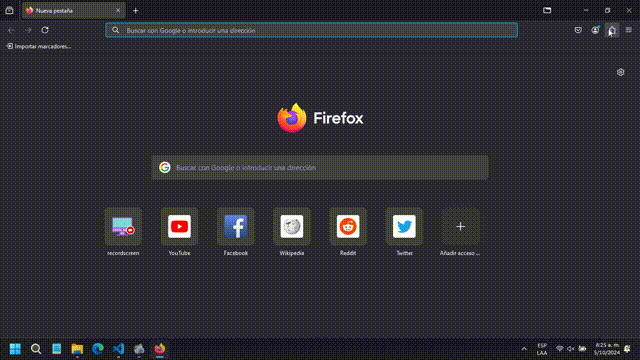 Nueva pestaña
Buscar con Google o introducir una dirección
Importar marcadores...
Firefox
Buscar con Google o introducir una dirección
recordscreen
YouTube
Facebook
Wikipedia
Reddit
Twitter
Añadir acceso ...
ESP
LAA
8:25 a. m.
5/10/2024